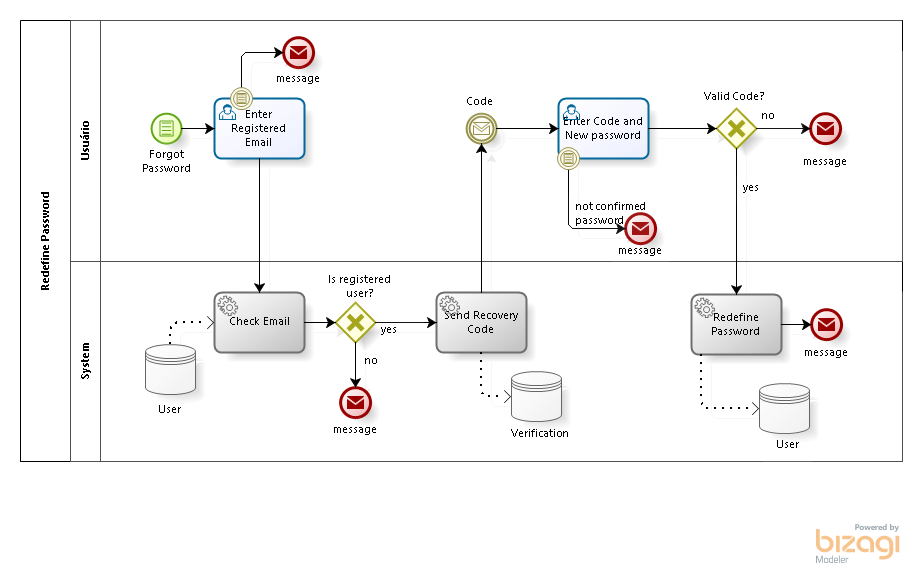 Redefine Password
Usuário
System
message
Enter
Registered
Email
Forgot
Password
Code
Enter Code and
New password
not confirmed
password
message
Valid Code?
no
message
yes
Check Email
User
Is registered
user?
yes
no
message
Send Recovery
Code
Verification
Redefine
Password
message
User
Powered by
bizagi
Modeler